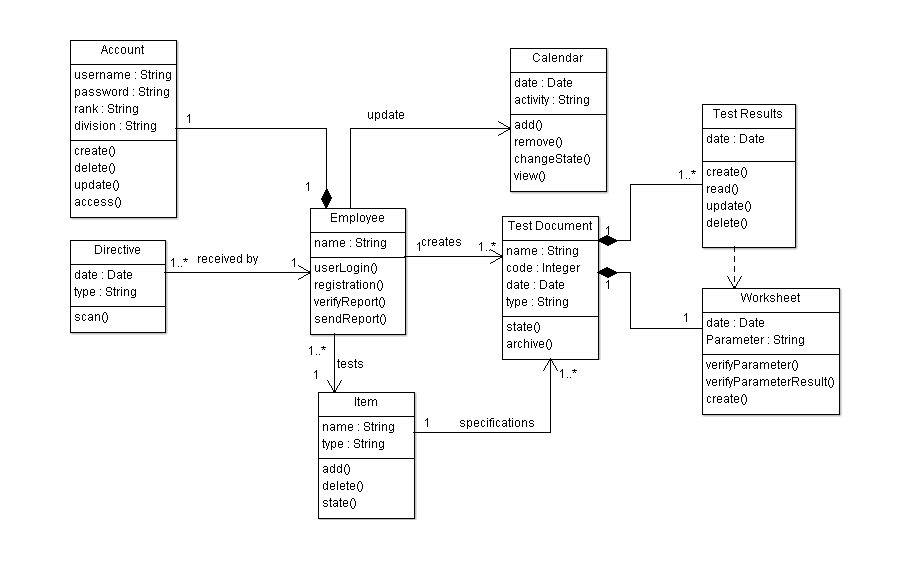 Account
username : String
password : String
rank : String
division : String
create()
delete()
update()
access()
1
1
update
Calendar
date : Date
activity : String
add()
remove()
changeState()
view()
Test Results
date : Date
create()
read()
update()
delete()
1..*
1
Directive
date : Date
type : String
scan()
1..*
received by
1
Employee
name : String
userLogin()
registration()
verifyReport()
sendReport()
1
creates
1..*
Test Document
name : String
code : Integer
date : Date
type : String
state()
archive()
1
1
Worksheet
date : Date
Parameter : String
verifyParameter()
verifyParameterResult()
create()
1..*
tests
1
Item
name : String
type : String
add()
delete()
state()
1
specifications
1..*